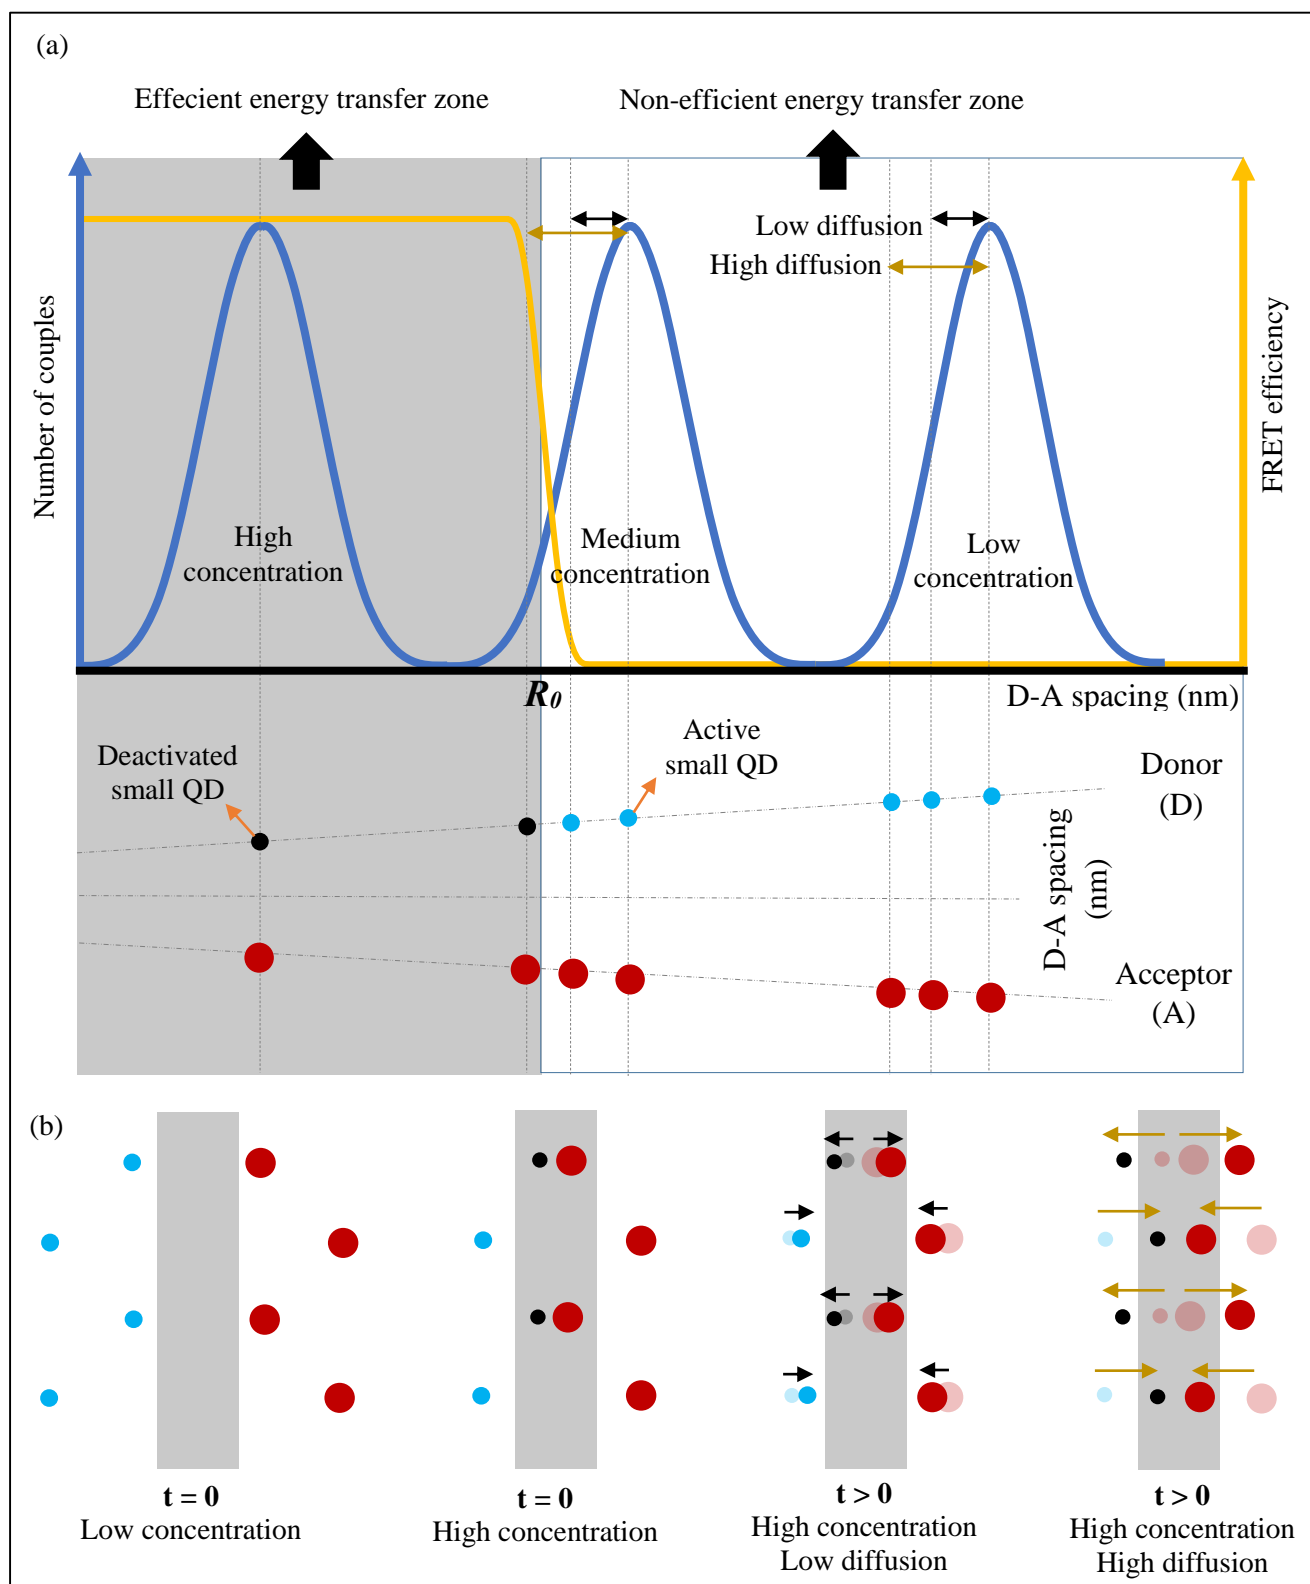 (a)
Effecient energy transfer zone
Non-efficient energy transfer zone
Low diffusion
High diffusion
Number of couples
FRET efficiency
High
concentration
Medium
concentration
Low
concentration
R0
D-A spacing (nm)
Deactivated
small QD
Active
small QD
Donor
(D)
D-A spacing
(nm)
Acceptor
(A)
(b)
t = 0
Low concentration
t = 0
High concentration
t > 0
High concentration
Low diffusion
t > 0
High concentration
High diffusion